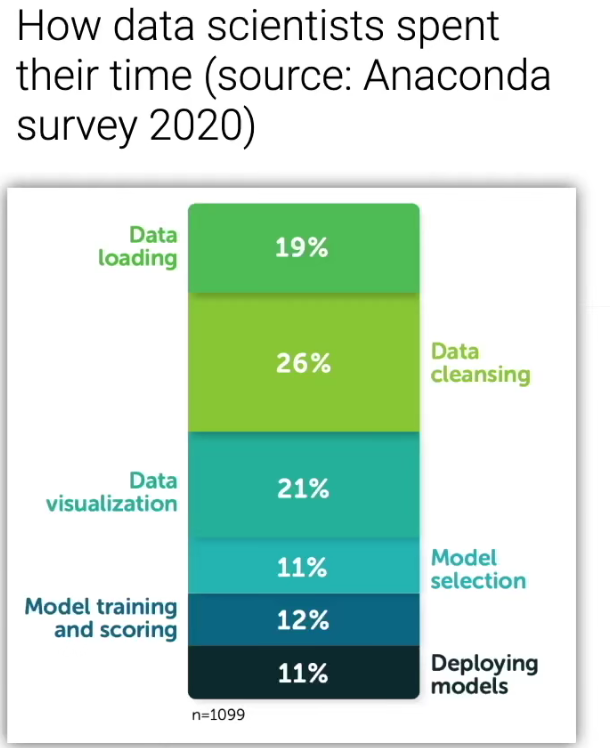 How data scientists spent
their time (source: Anaconda
survey 2020)
Data
loading
19%
26%
Data
cleansing
Data
visualization
21%
11%
Model
selection
Model training
and scoring
12%
11%
Deploying
models
n=1099